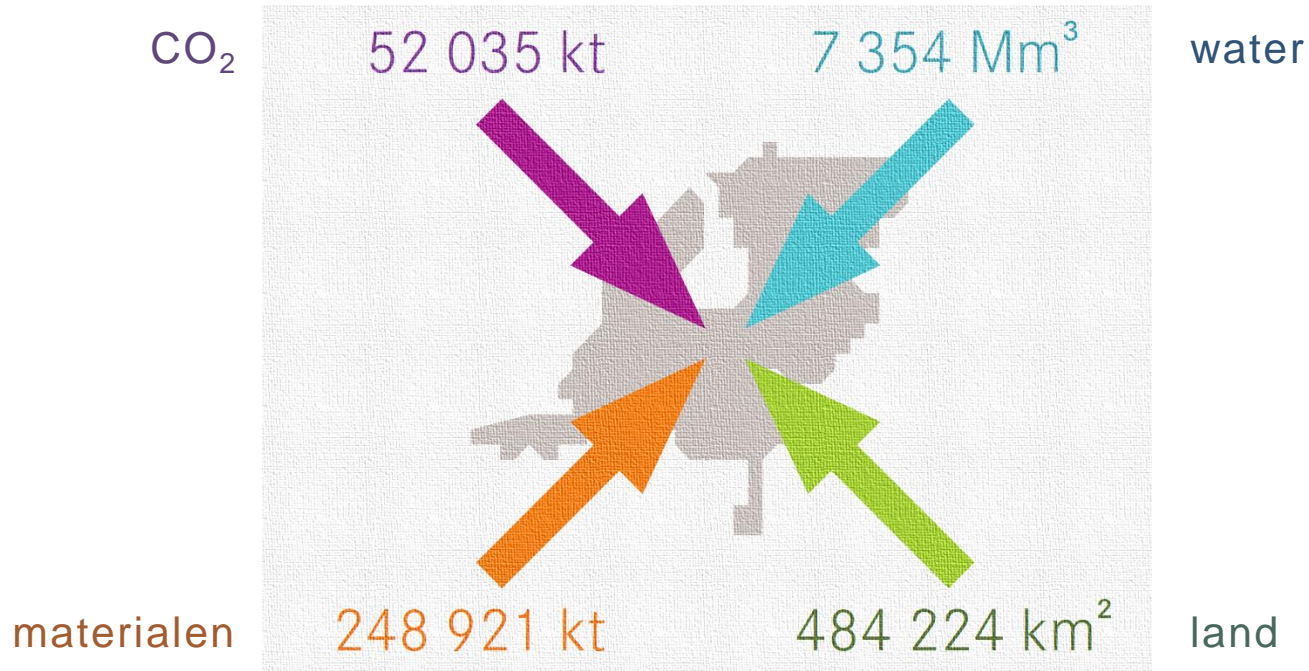 CO₂ 52 035 kt 7 354 Mm³ water
materialen 248 921 kt 484 224 km² land